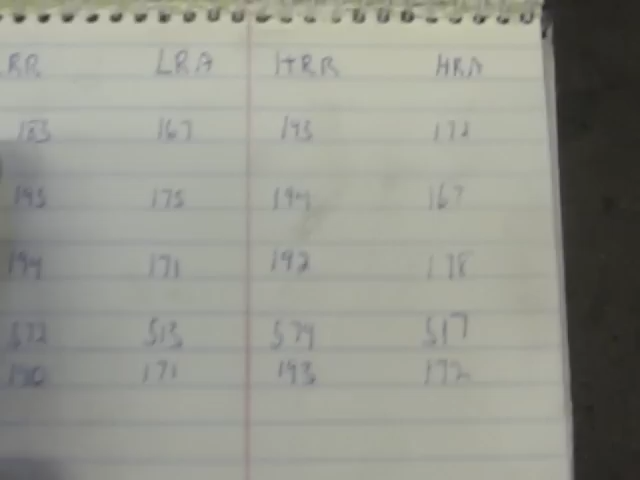 RR LRA HRR HRA
183 167 193 172
195 175 194 167
194 171 192 178
572 513 579 517
190 171 193 172